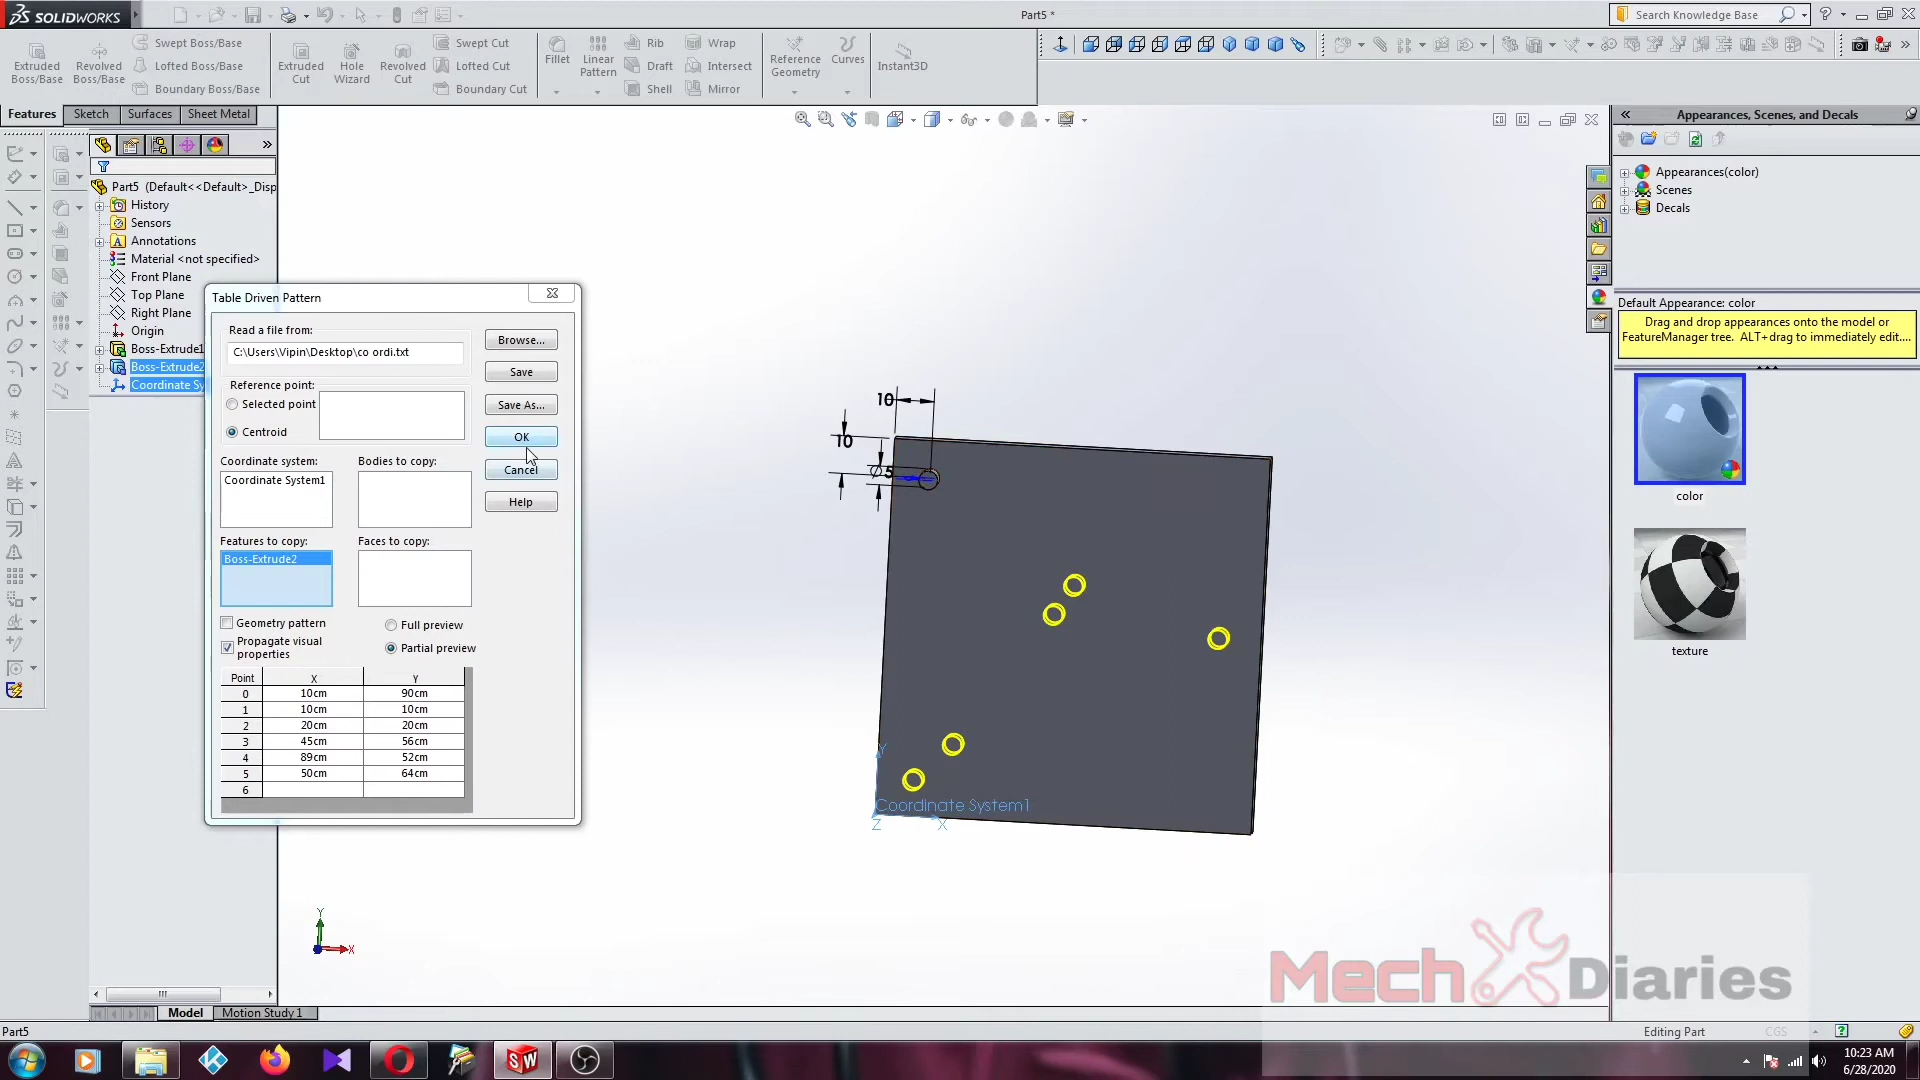 SOLIDWORKS
Part5 *
Search Knowledge Base
Extruded Boss/Base
Revolved Boss/Base
Swept Boss/Base
Lofted Boss/Base
Boundary Boss/Base
Extruded Cut
Hole Wizard
Revolved Cut
Swept Cut
Lofted Cut
Boundary Cut
Fillet
Linear Pattern
Rib
Draft
Shell
Wrap
Intersect
Mirror
Reference Geometry
Curves
Instant3D
Features
Sketch
Surfaces
Sheet Metal
Part5 (Default<<Default>_Disp
History
Sensors
Annotations
Material <not specified>
Front Plane
Top Plane
Right Plane
Origin
Boss-Extrude1
Boss-Extrude2
Coordinate Sy
Table Driven Pattern
Read a file from:
C:\Users\Vipin\Desktop\co ordi.txt
Browse...
Save
Reference point:
Selected point
Save As...
Centroid
OK
Coordinate system:
Bodies to copy:
Cancel
Coordinate System1
Help
Features to copy:
Faces to copy:
Boss-Extrude2
Geometry pattern
Full preview
Propagate visual properties
Partial preview
Point X Y
0 10cm 90cm
1 10cm 10cm
2 20cm 20cm
3 45cm 56cm
4 89cm 52cm
5 50cm 64cm
6
10
10
∅5
Y
Coordinate System1
Z
X
Y
X
Appearances, Scenes, and Decals
Appearances(color)
Scenes
Decals
Default Appearance: color
Drag and drop appearances onto the model or
FeatureManager tree. ALT+drag to immediately edit....
color
texture
Mech Diaries
Model
Motion Study 1
Part5
Editing Part
CGS
SW
10:23 AM
6/28/2020